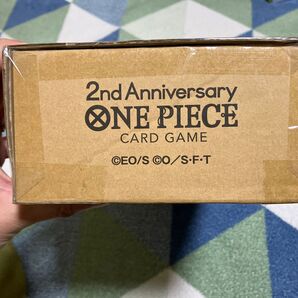 2nd Anniversary
ONE PIECE
CARD GAME
©EO/S ©O/S·F·T